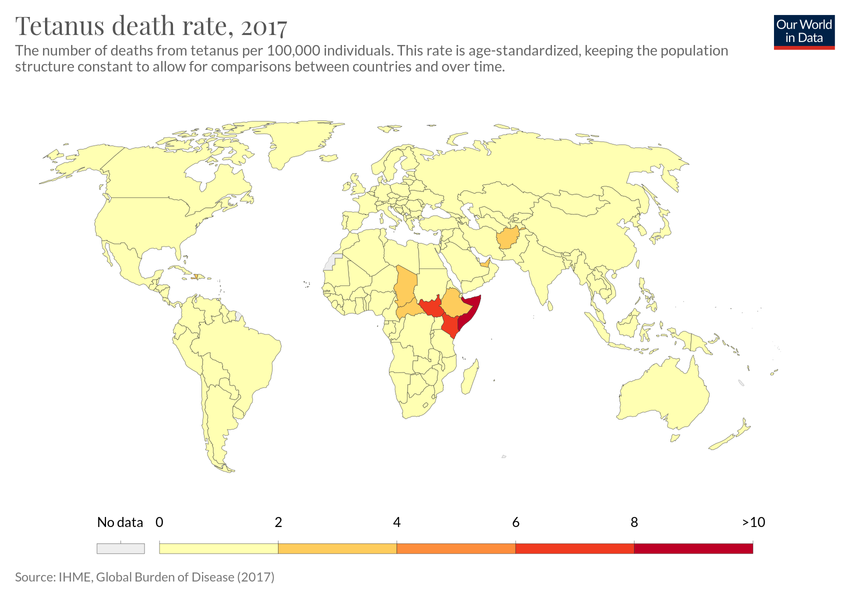 Tetanus death rate, 2017
Our World
in Data
The number of deaths from tetanus per 100,000 individuals. This rate is age-standardized, keeping the population
structure constant to allow for comparisons between countries and over time.
No data 0 2 4 6 8 >10
Source: IHME, Global Burden of Disease (2017)